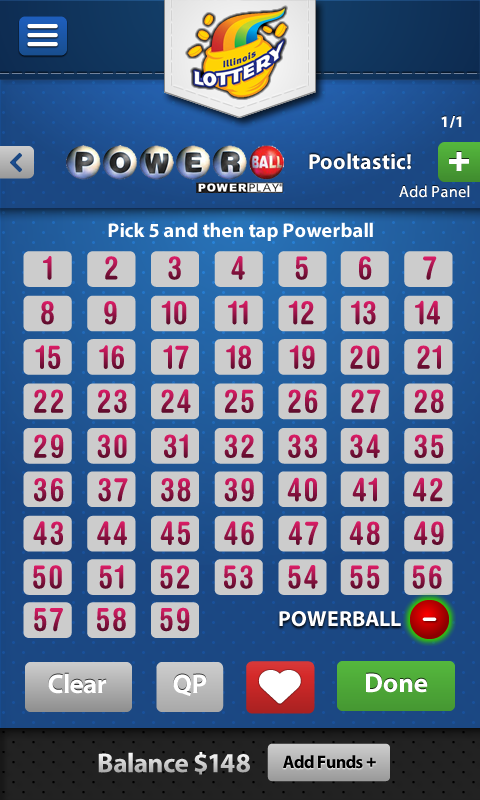 Illinois
LOTTERY
1/1
POWER BALL
POWERPLAY
Pooltastic!
+
Add Panel
Pick 5 and then tap Powerball
1 2 3 4 5 6 7
8 9 10 11 12 13 14
15 16 17 18 19 20 21
22 23 24 25 26 27 28
29 30 31 32 33 34 35
36 37 38 39 40 41 42
43 44 45 46 47 48 49
50 51 52 53 54 55 56
57 58 59 POWERBALL -
Clear QP Done
Balance $148 Add Funds +